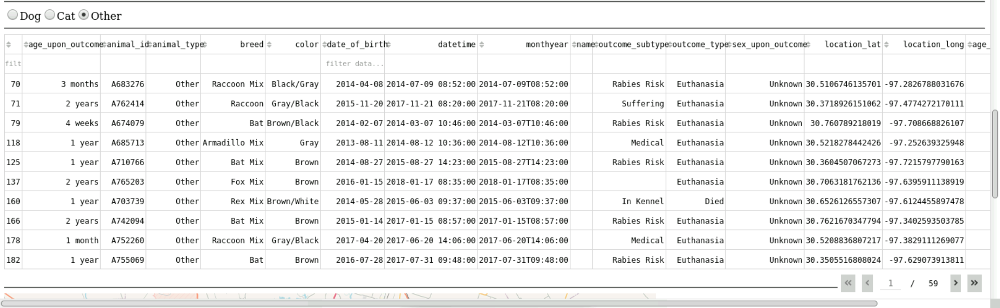 Dog Cat Other
age_upon_outcome animal_id animal_type breed color date_of_birth datetime monthyear name outcome_subtype outcome_type sex_upon_outcome location_lat location_long age_
filt filter data...
70 3 months A683276 Other Raccoon Mix Black/Gray 2014-04-08 2014-07-09 08:52:00 2014-07-09T08:52:00 Rabies Risk Euthanasia Unknown 30.5106746135701 -97.2826788031676
71 2 years A762414 Other Raccoon Gray/Black 2015-11-20 2017-11-21 08:20:00 2017-11-21T08:20:00 Suffering Euthanasia Unknown 30.3718926151062 -97.4774272170111
79 4 weeks A674079 Other Bat Brown/Black 2014-02-07 2014-03-07 10:46:00 2014-03-07T10:46:00 Rabies Risk Euthanasia Unknown 30.760789218019 -97.708668826107
118 1 year A685713 Other Armadillo Mix Gray 2013-08-11 2014-08-12 10:36:00 2014-08-12T10:36:00 Medical Euthanasia Unknown 30.5218278442426 -97.252639325948
125 1 year A710766 Other Bat Mix Brown 2014-08-27 2015-08-27 14:23:00 2015-08-27T14:23:00 Rabies Risk Euthanasia Unknown 30.3604507067273 -97.7215797790163
137 2 years A765203 Other Fox Mix Brown 2016-01-15 2018-01-17 08:35:00 2018-01-17T08:35:00 Euthanasia Unknown 30.7063181762136 -97.6395911138919
160 1 year A703739 Other Rex Mix Brown/White 2014-05-28 2015-06-03 09:37:00 2015-06-03T09:37:00 In Kennel Died Unknown 30.6526126557307 -97.6124455897478
166 2 years A742094 Other Bat Mix Brown 2015-01-14 2017-01-15 08:57:00 2017-01-15T08:57:00 Rabies Risk Euthanasia Unknown 30.7621670347794 -97.3402593503785
178 1 month A752260 Other Raccoon Mix Gray/Black 2017-04-20 2017-06-20 14:06:00 2017-06-20T14:06:00 Medical Euthanasia Unknown 30.5208836807217 -97.3829111269077
182 1 year A755069 Other Bat Brown 2016-07-28 2017-07-31 09:48:00 2017-07-31T09:48:00 Rabies Risk Euthanasia Unknown 30.3505516808024 -97.629073913811
1 / 59